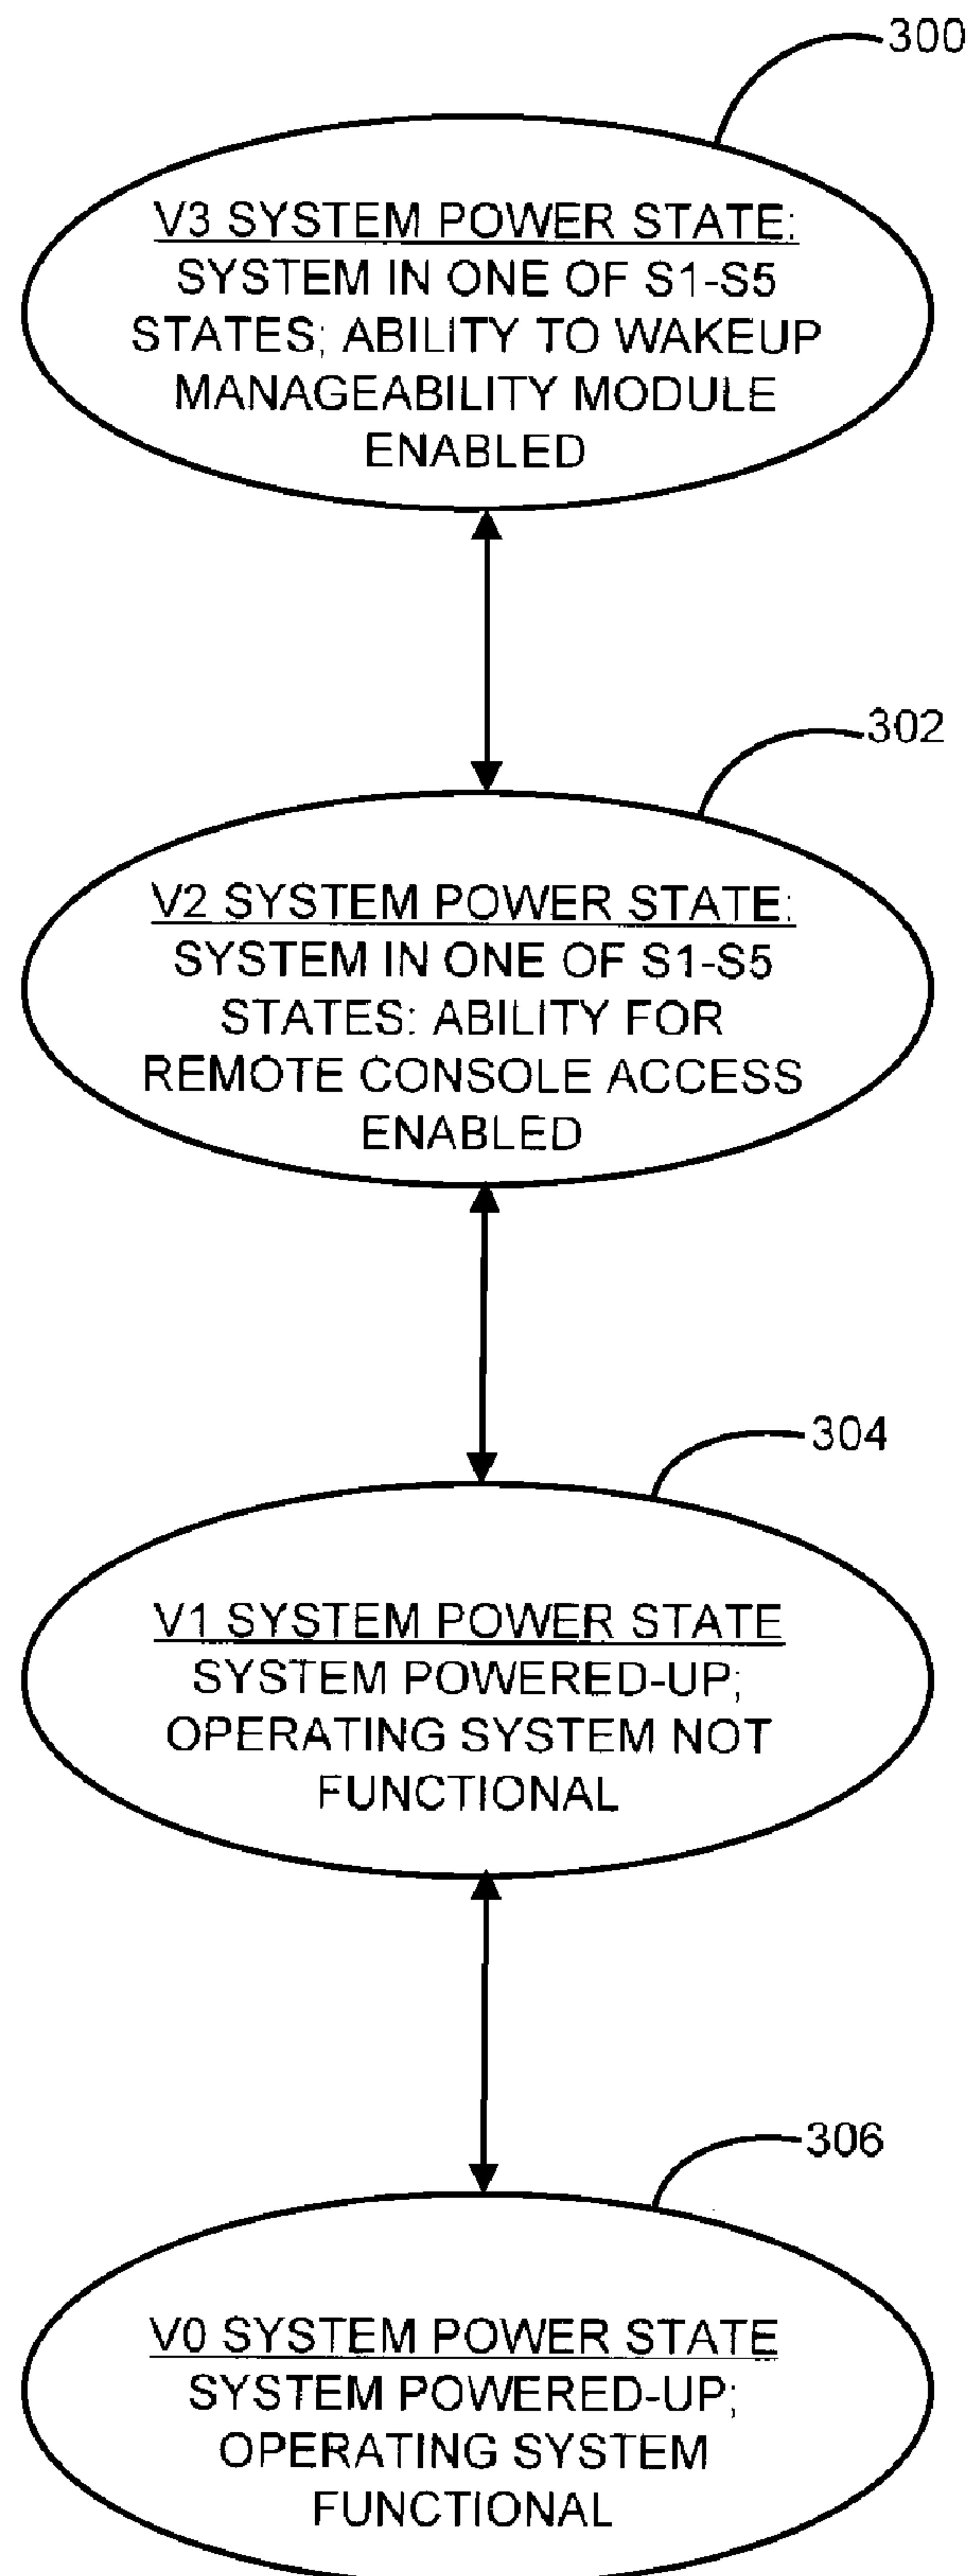 300
V3 SYSTEM POWER STATE:
SYSTEM IN ONE OF S1-S5
STATES; ABILITY TO WAKEUP
MANAGEABILITY MODULE
ENABLED
302
V2 SYSTEM POWER STATE:
SYSTEM IN ONE OF S1-S5
STATES: ABILITY FOR
REMOTE CONSOLE ACCESS
ENABLED
304
V1 SYSTEM POWER STATE
SYSTEM POWERED-UP;
OPERATING SYSTEM NOT
FUNCTIONAL
306
V0 SYSTEM POWER STATE
SYSTEM POWERED-UP;
OPERATING SYSTEM
FUNCTIONAL